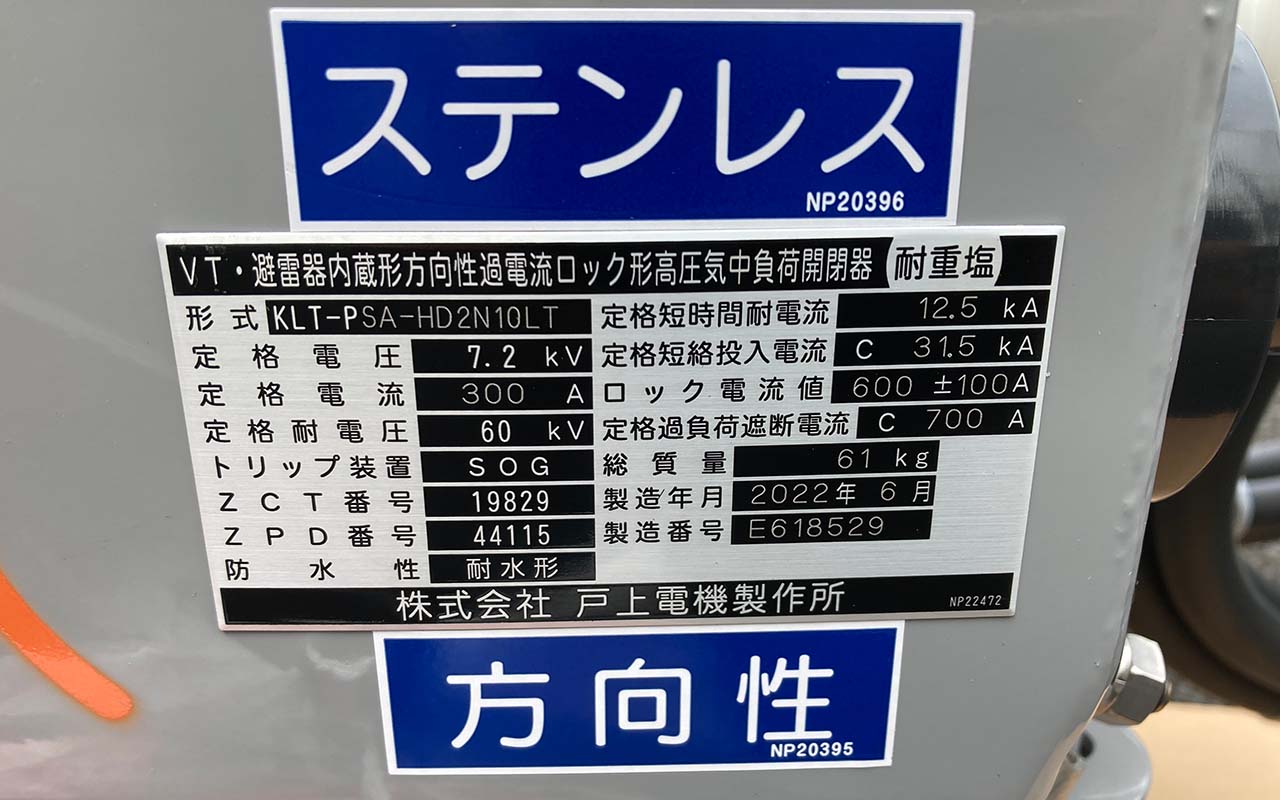 ステンレス
NP20396
VT・避雷器内蔵形方向性過電流ロック形高圧気中負荷開閉器 耐重塩
形式 KLT-PSA-HD2N10LT 定格短時間耐電流 12.5 kA
定格電圧 7.2 kV 定格短絡投入電流 C 31.5 kA
定格電流 300 A ロック電流値 600 ±100A
定格耐電圧 60 kV 定格過負荷遮断電流 C 700 A
トリップ装置 SOG 総質量 61 kg
ZCT番号 19829 製造年月 2022年 6月
ZPD番号 44115 製造番号 E618529
防水性 耐水形
株式会社 戸上電機製作所 NP22472
方向性
NP20395